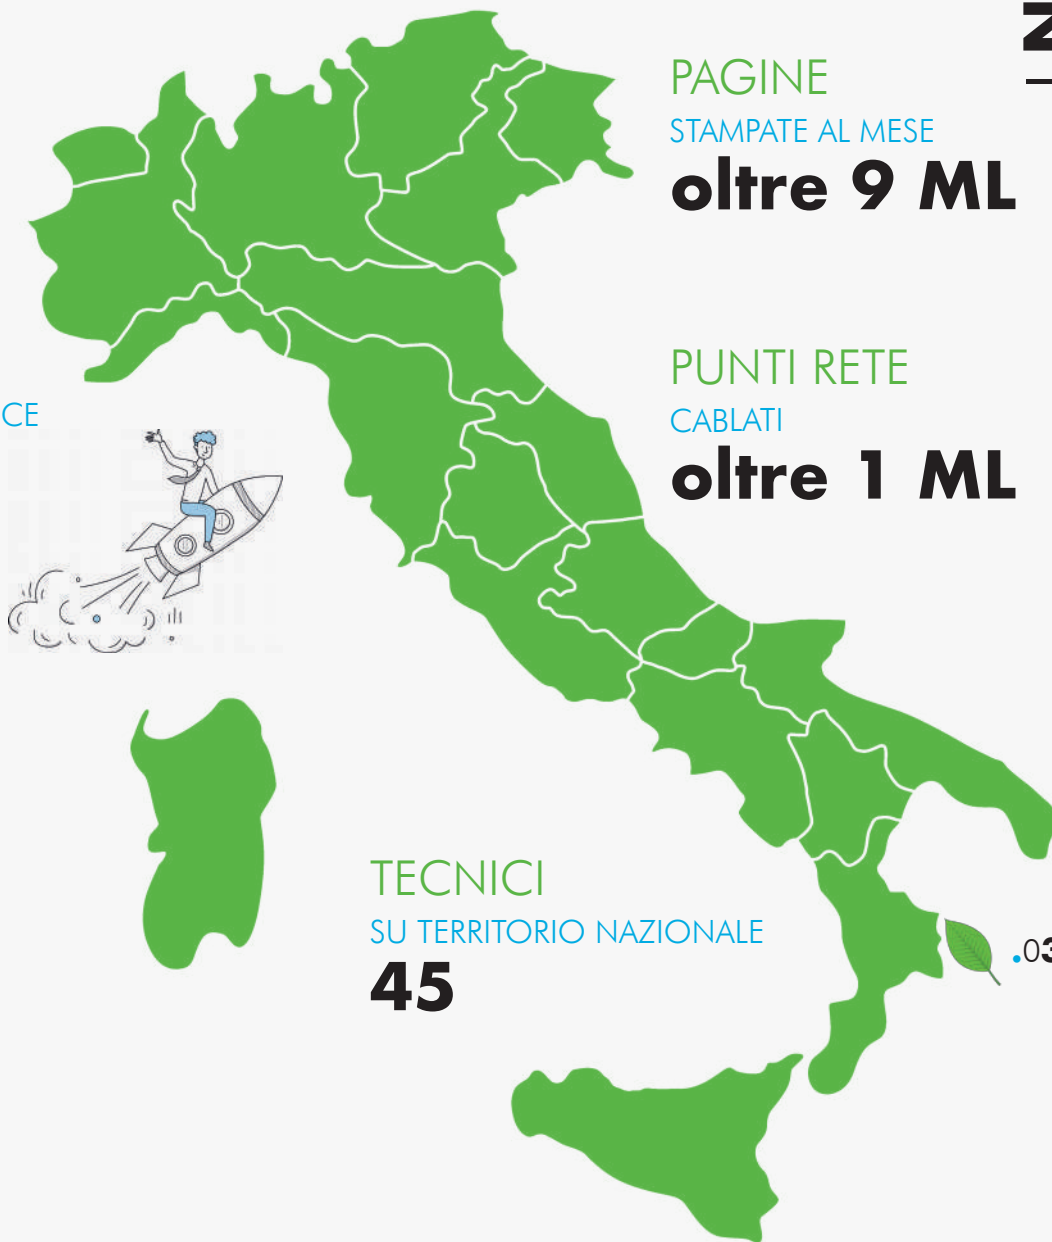 PAGINE
STAMPATE AL MESE
oltre 9 ML
PUNTI RETE
CABLATI
oltre 1 ML
CE
TECNICI
SU TERRITORIO NAZIONALE
45
.03